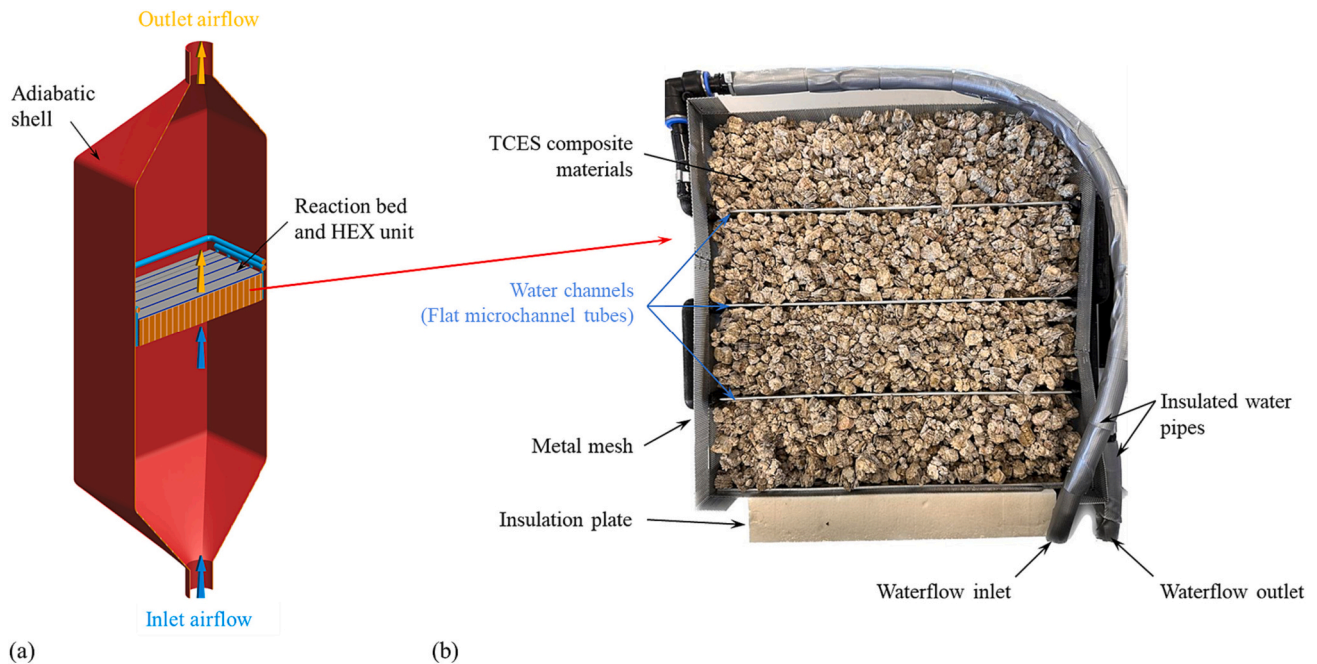 Outlet airflow
Adiabatic
shell
Reaction bed
and HEX unit
Inlet airflow
(a)
TCES composite
materials
Water channels
(Flat microchannel tubes)
Metal mesh
Insulation plate
Insulated water
pipes
Waterflow inlet
Waterflow outlet
(b)